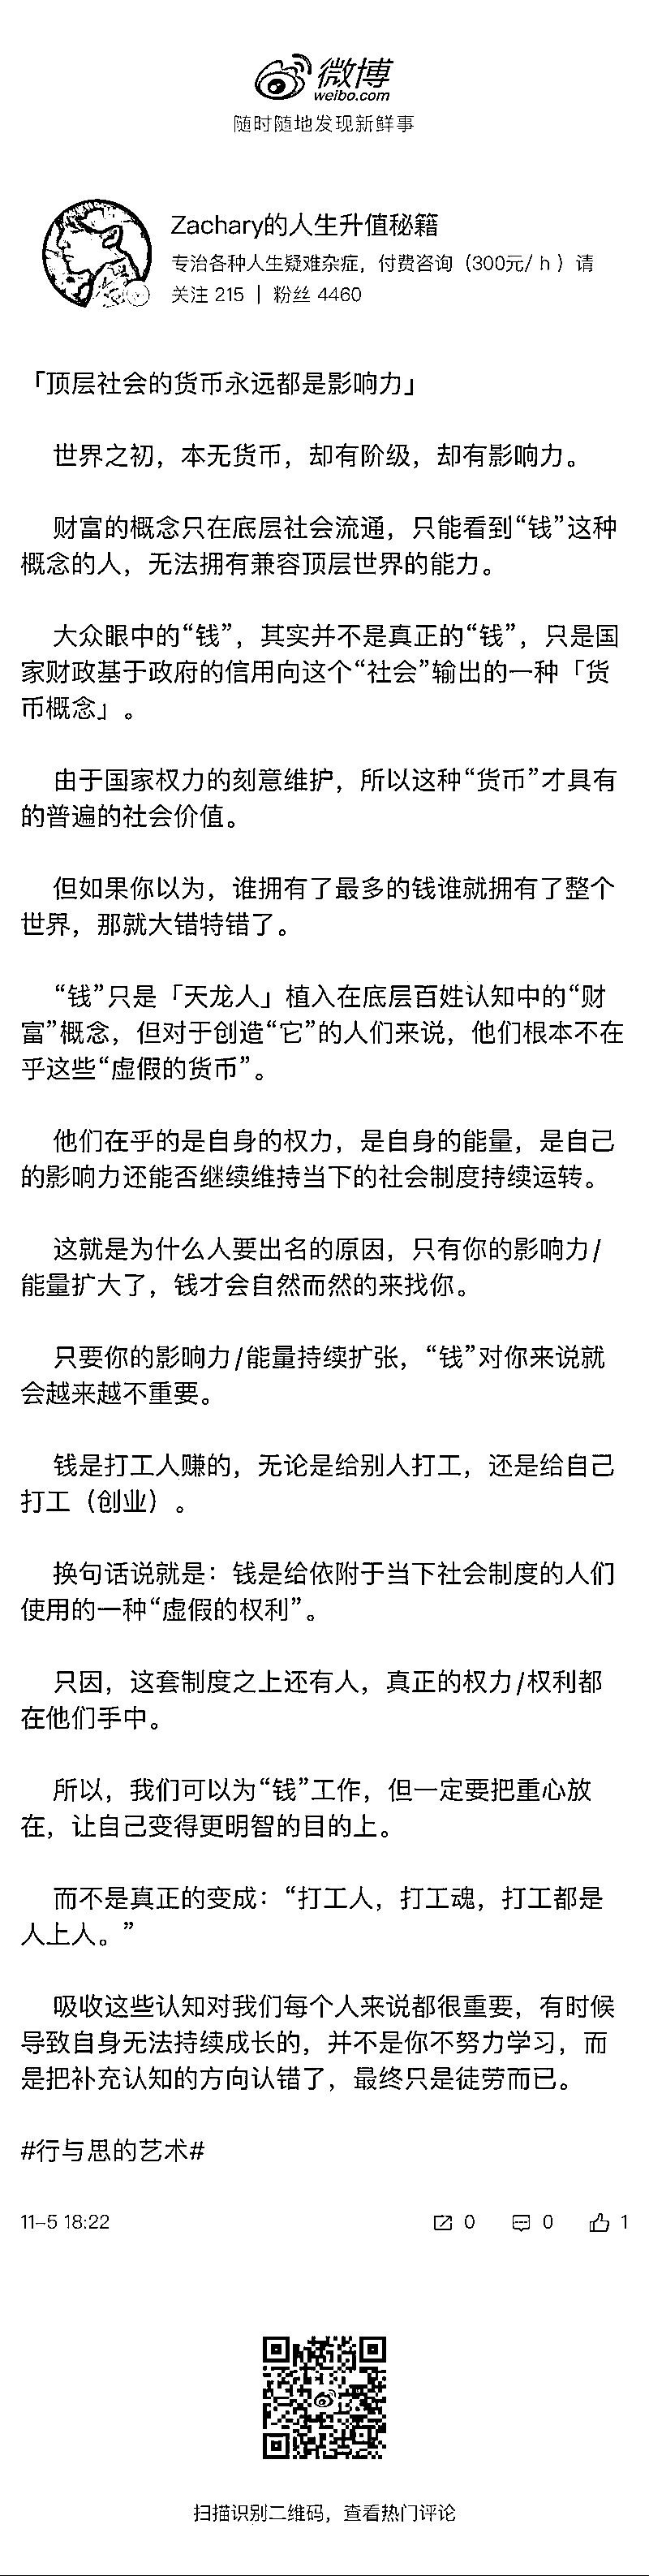 微博
weibo.com
随时随地发现新鲜事
Zachary的人生升值秘籍
专治各种人生疑难杂症，付费咨询（300元/ h ）请
关注 215 | 粉丝 4460
「顶层社会的货币永远都是影响力」
世界之初，本无货币，却有阶级，却有影响力。
财富的概念只在底层社会流通，只能看到“钱”这种
概念的人，无法拥有兼容顶层世界的能力。
大众眼中的“钱”，其实并不是真正的“钱”，只是国
家财政基于政府的信用向这个“社会”输出的一种「货
币概念」。
由于国家权力的刻意维护，所以这种“货币”才具有
的普遍的社会价值。
但如果你以为，谁拥有了最多的钱谁就拥有了整个
世界，那就大错特错了。
“钱”只是「天龙人」植入在底层百姓认知中的“财
富”概念，但对于创造“它”的人们来说，他们根本不在
乎这些“虚假的货币”。
他们在乎的是自身的权力，是自身的能量，是自己
的影响力还能否继续维持当下的社会制度持续运转。
这就是为什么人要出名的原因，只有你的影响力/
能量扩大了，钱才会自然而然的来找你。
只要你的影响力/能量持续扩张，“钱”对你来说就
会越来越不重要。
钱是打工人赚的，无论是给别人打工，还是给自己
打工（创业）。
换句话说就是：钱是给依附于当下社会制度的人们
使用的一种“虚假的权利”。
只因，这套制度之上还有人，真正的权力/权利都
在他们手中。
所以，我们可以为“钱”工作，但一定要把重心放
在，让自己变得更明智的目的上。
而不是真正的变成：“打工人，打工魂，打工都是
人上人。”
吸收这些认知对我们每个人来说都很重要，有时候
导致自身无法持续成长的，并不是你不努力学习，而
是把补充认知的方向认错了，最终只是徒劳而已。
#行与思的艺术#
11-5 18:22 0 0 1
扫描识别二维码，查看热门评论